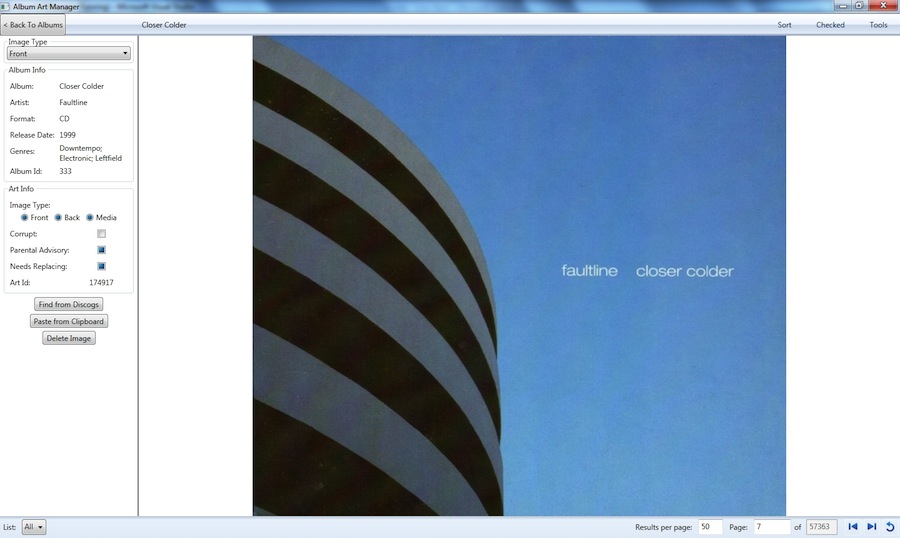 Album Art Manager
< Back To Albums
Closer Colder
Sort
Checked
Tools
Image Type
Front
Album Info
Album: Closer Colder
Artist: Faultline
Format: CD
Release Date: 1999
Genres: Downtempo;
Electronic; Leftfield
Album Id: 333
Art Info
Image Type:
Front Back Media
Corrupt:
Parental Advisory:
Needs Replacing:
Art Id: 174917
Find from Discogs
Paste from Clipboard
Delete Image
faultline closer colder
List: All
Results per page: 50 Page: 7 of 57363